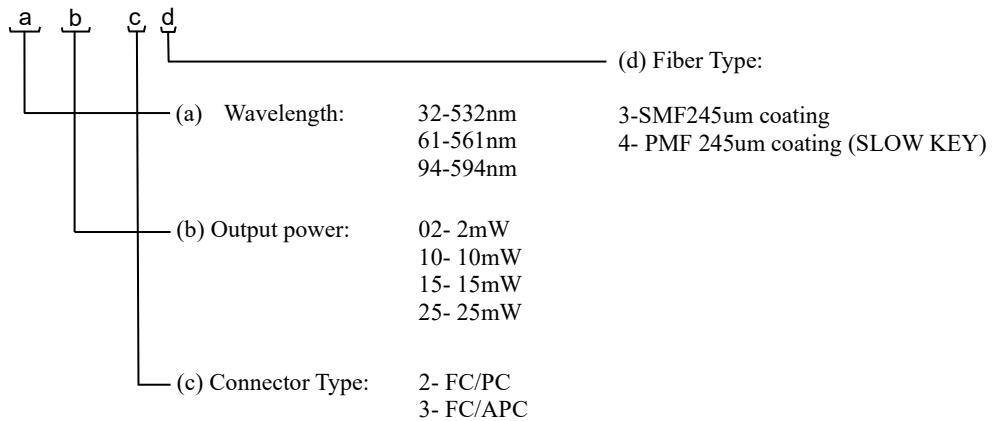 a b c d
(d) Fiber Type:
(a) Wavelength: 32-532nm 3-SMF245um coating
61-561nm 4- PMF 245um coating (SLOW KEY)
94-594nm
(b) Output power: 02- 2mW
10- 10mW
15- 15mW
25- 25mW
(c) Connector Type: 2- FC/PC
3- FC/APC